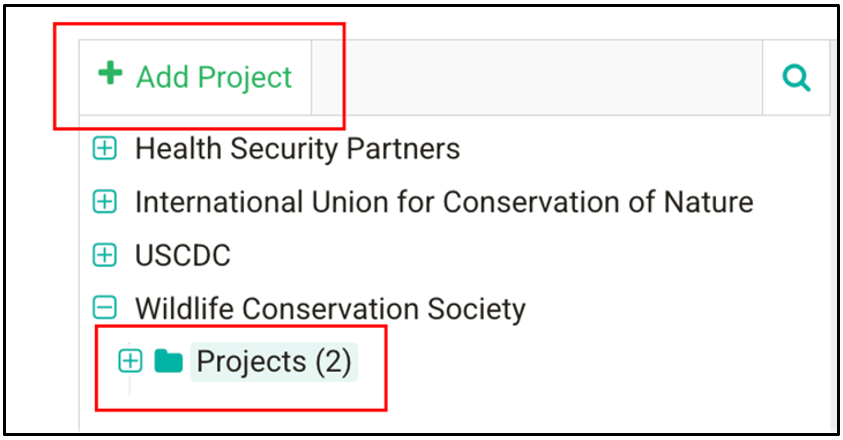 Add Project
Health Security Partners
International Union for Conservation of Nature
USCDC
Wildlife Conservation Society
Projects (2)